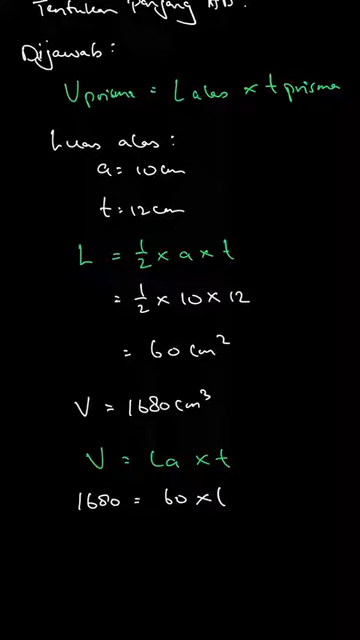 Tentukan panjang
Dijawab :
V prisma = L alas × t prisma
Luas alas :
a = 10 cm
t = 12 cm
L = 1/2 × a × t
= 1/2 × 10 × 12
= 60 cm²
V = 1680 cm³
V = La × t
1680 = 60 × (